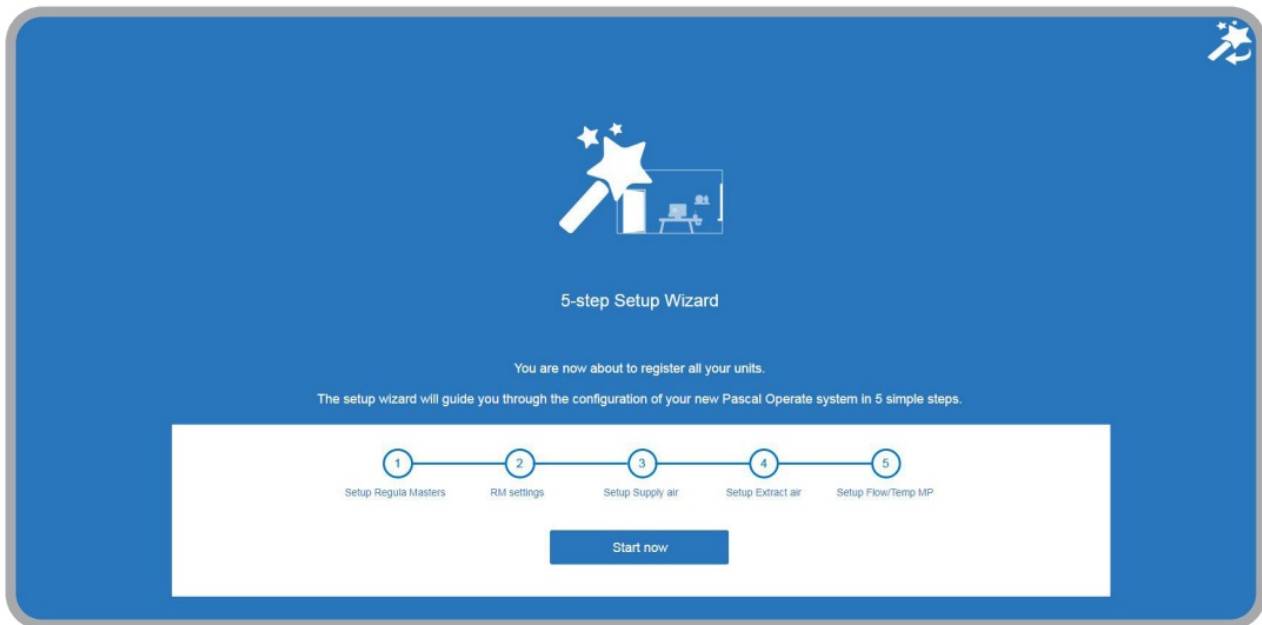 5-step Setup Wizard
You are now about to register all your units.
The setup wizard will guide you through the configuration of your new Pascal Operate system in 5 simple steps.
1 2 3 4 5
Setup Regula Masters RM settings Setup Supply air Setup Extract air Setup Flow/Temp MP
Start now